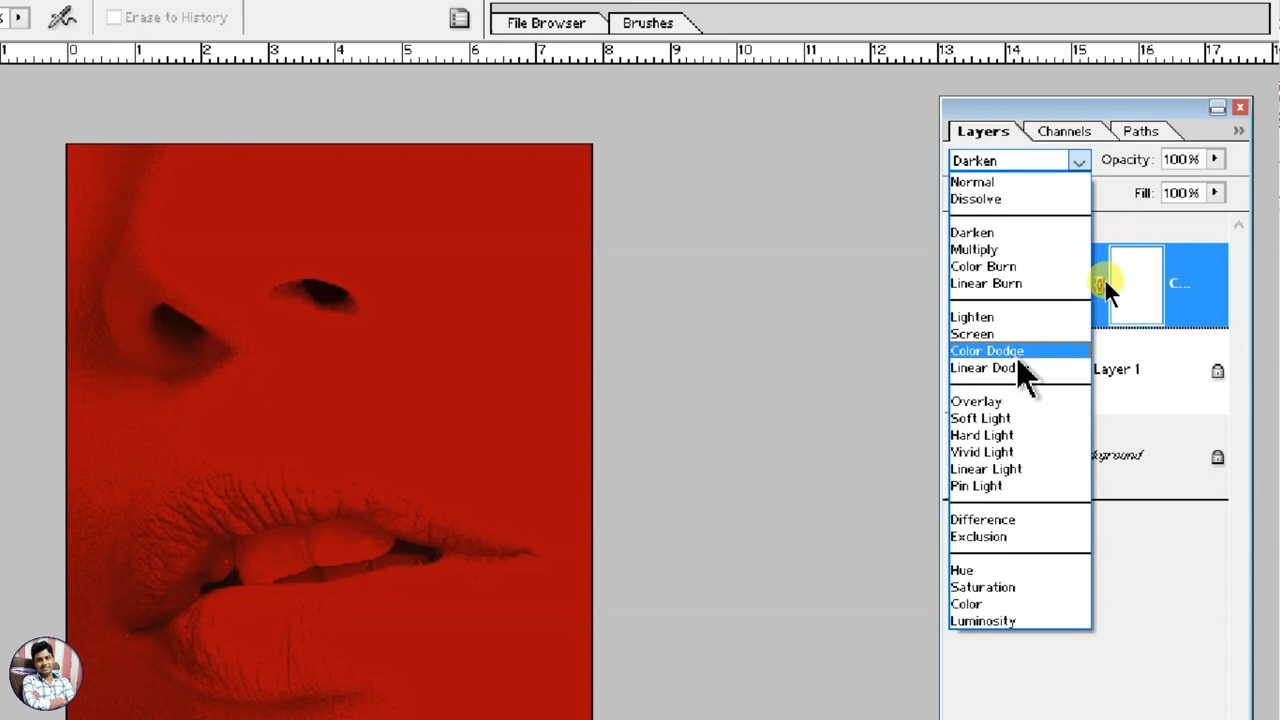 %
Erase to History
File Browser
Brushes
1 0 1 2 3 4 5 6 7 8 9 10 11 12 13 14 15 16 17
Layers Channels Paths
Darken Opacity: 100%
Normal
Dissolve
Fill: 100%
Darken
Multiply
Color Burn
Linear Burn
C...
Lighten
Screen
Color Dodge
Linear Dod
Layer 1
Overlay
Soft Light
Hard Light
Vivid Light
kground
Linear Light
Pin Light
Difference
Exclusion
Hue
Saturation
Color
Luminosity